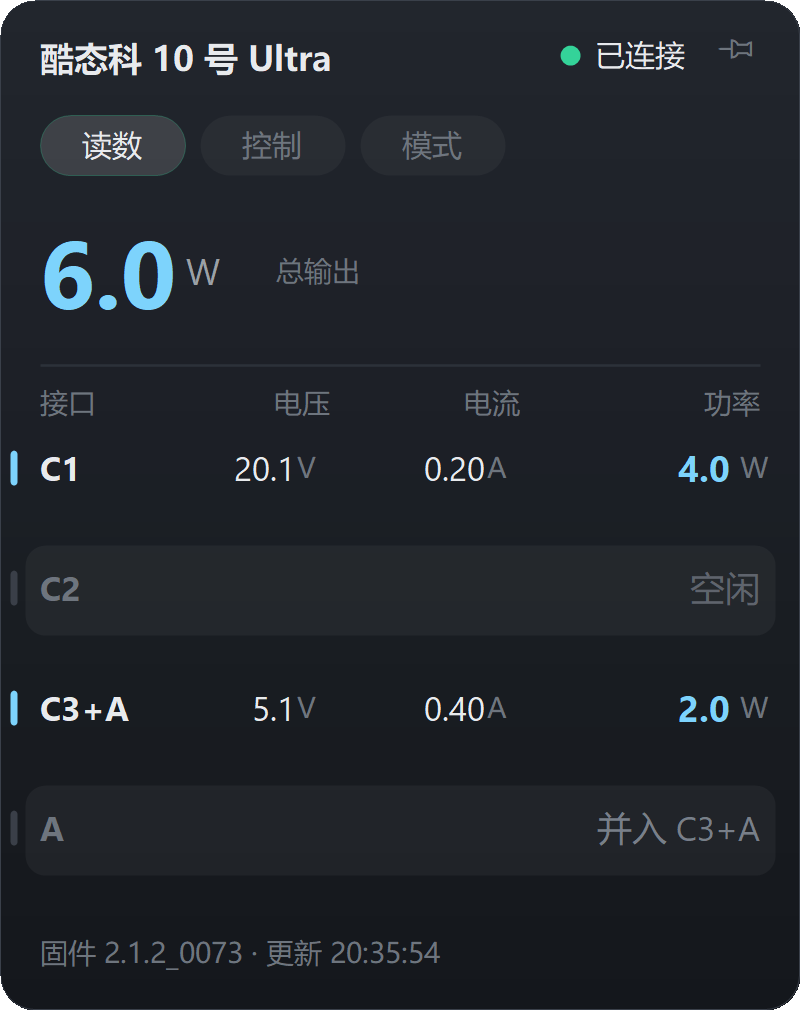 酷态科 10 号 Ultra 已连接
读数 控制 模式
6.0 W 总输出
接口 电压 电流 功率
C1 20.1V 0.20A 4.0 W
C2 空闲
C3+A 5.1V 0.40A 2.0 W
A 并入 C3+A
固件 2.1.2_0073 · 更新 20:35:54